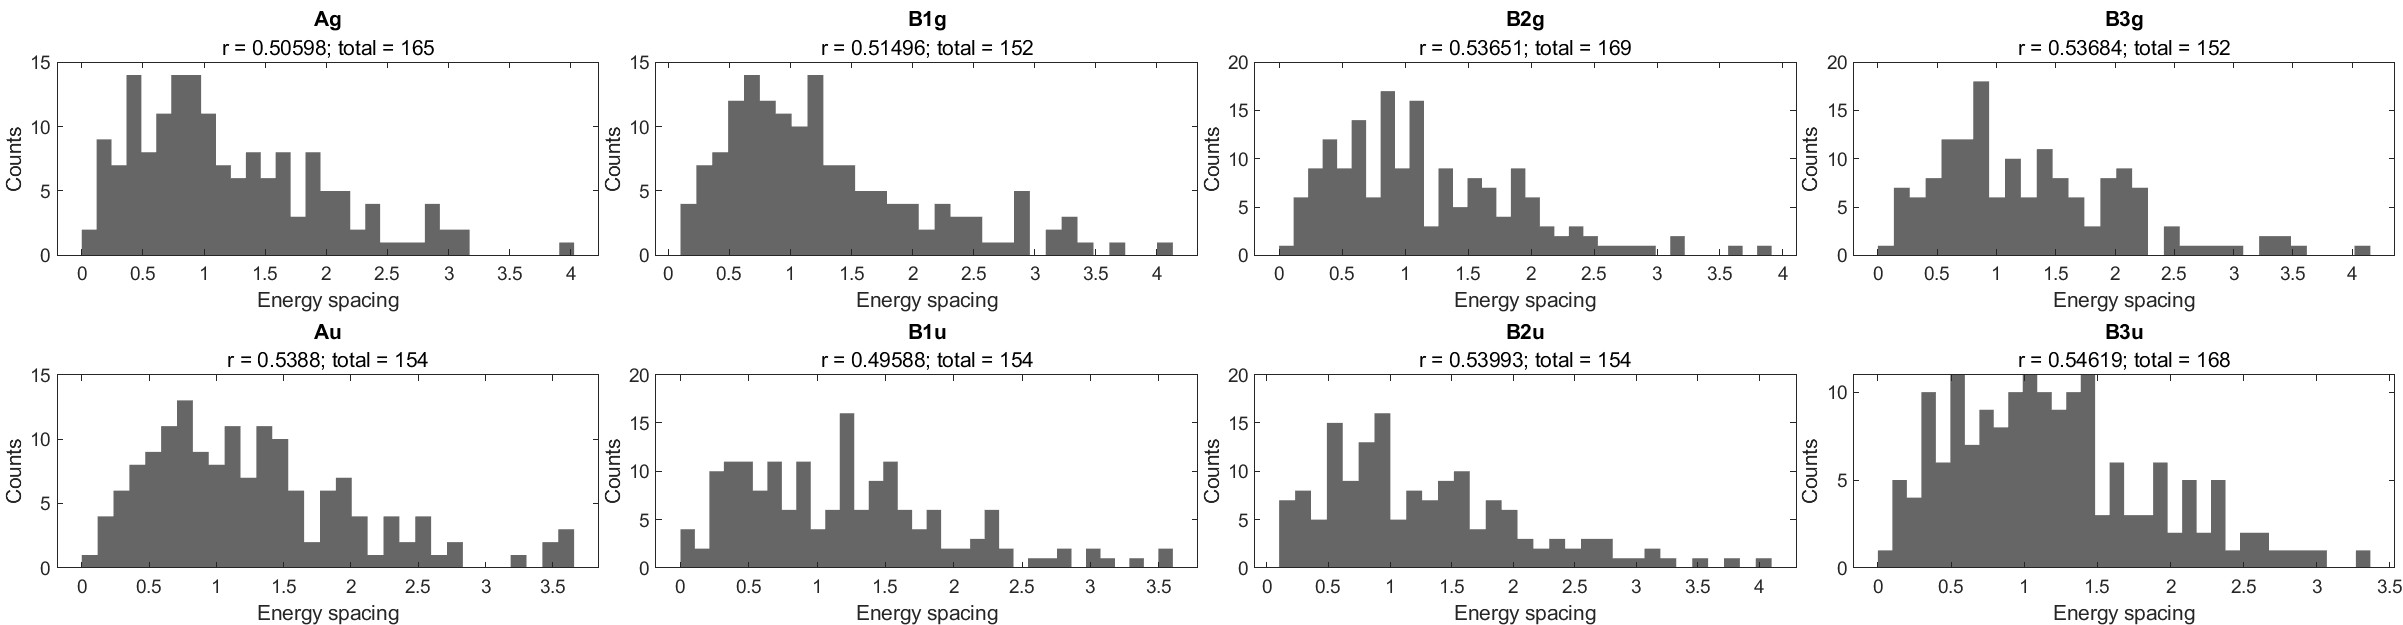 Ag
r = 0.50598; total = 165
15
10
5
0
Counts
0 0.5 1 1.5 2 2.5 3 3.5 4
Energy spacing
B1g
r = 0.51496; total = 152
15
10
5
0
Counts
0 0.5 1 1.5 2 2.5 3 3.5 4
Energy spacing
B2g
r = 0.53651; total = 169
20
15
10
5
0
Counts
0 0.5 1 1.5 2 2.5 3 3.5 4
Energy spacing
B3g
r = 0.53684; total = 152
20
15
10
5
0
Counts
0 0.5 1 1.5 2 2.5 3 3.5 4
Energy spacing
Au
r = 0.5388; total = 154
15
10
5
0
Counts
0 0.5 1 1.5 2 2.5 3 3.5
Energy spacing
B1u
r = 0.49588; total = 154
20
15
10
5
0
Counts
0 0.5 1 1.5 2 2.5 3 3.5
Energy spacing
B2u
r = 0.53993; total = 154
20
15
10
5
0
Counts
0 0.5 1 1.5 2 2.5 3 3.5 4
Energy spacing
B3u
r = 0.54619; total = 168
10
5
0
Counts
0 0.5 1 1.5 2 2.5 3 3.5
Energy spacing